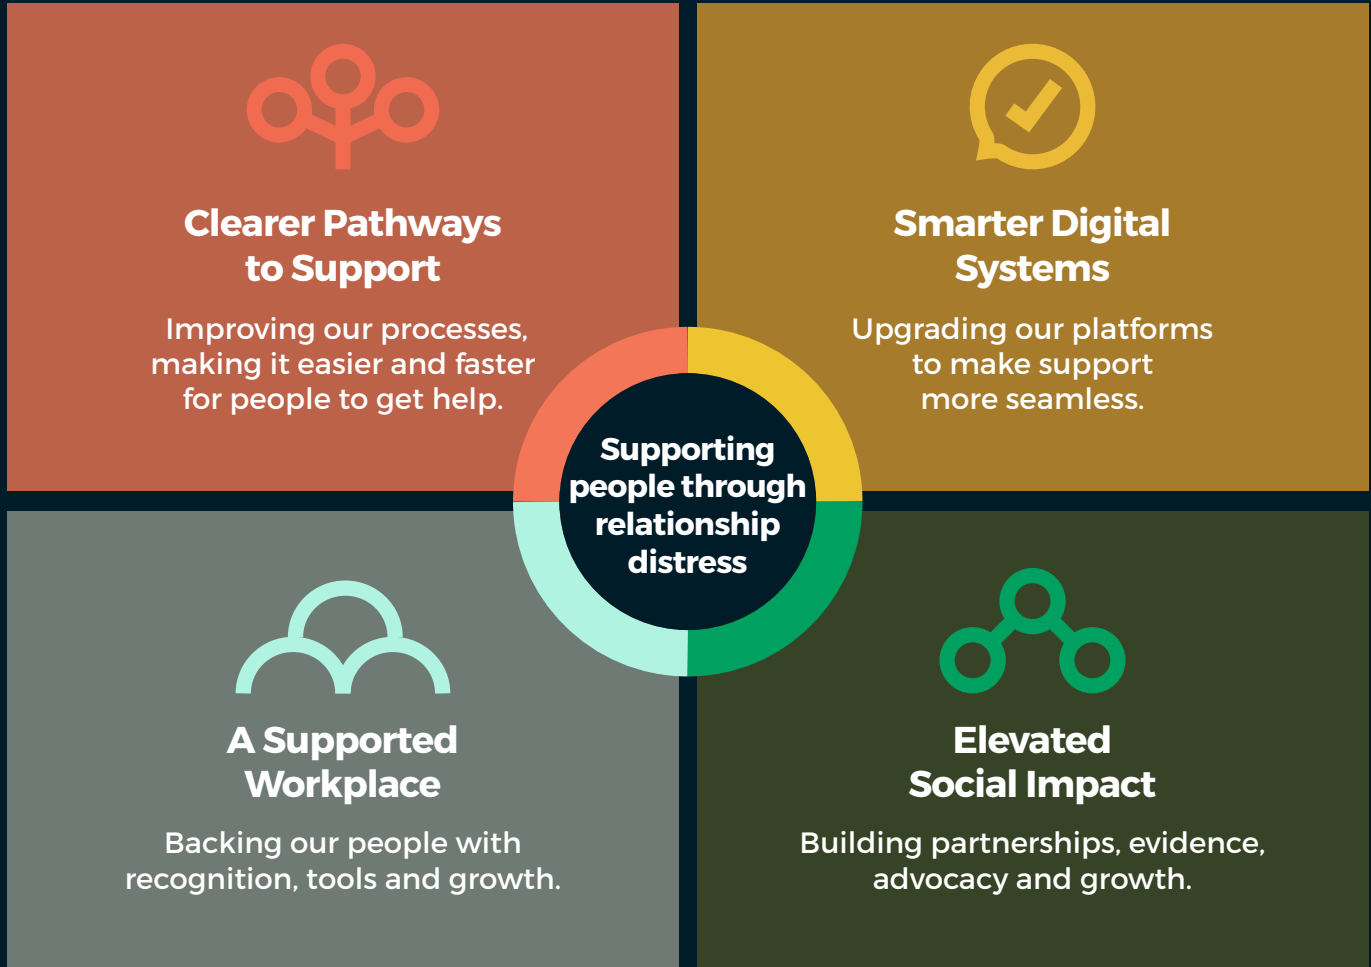 Clearer Pathways
to Support
Improving our processes,
making it easier and faster
for people to get help.
Smarter Digital
Systems
Upgrading our platforms
to make support
more seamless.
Supporting
people through
relationship
distress
A Supported
Workplace
Backing our people with
recognition, tools and growth.
Elevated
Social Impact
Building partnerships, evidence,
advocacy and growth.